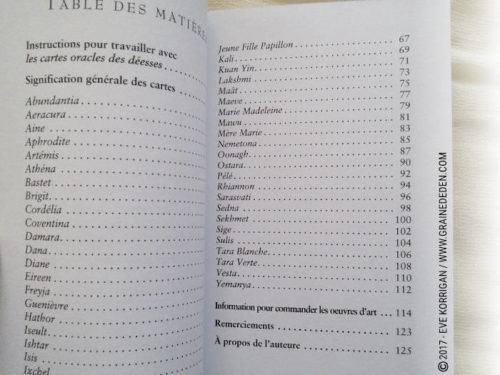 TABLE DES MATIÈRE
Instructions pour travailler avec
les cartes oracles des déesses
Signification générale des cartes
Abundantia
Aeracura
Aine
Aphrodite
Artémis
Athéna
Bastet
Brigit
Cordélia
Coventina
Damara
Dana
Diane
Eireen
Freyja
Guenièvre
Hathor
Iseult
Ishtar
Isis
Ixchel
Jeune Fille Papillon 67
Kali 69
Kuan Yin 71
Lakshmi 73
Maât 75
Maeve 77
Marie Madeleine 79
Mawu 81
Mère Marie 83
Nemetona 85
Oonagh 87
Ostara 90
Pélé 92
Rhiannon 94
Sarasvati 96
Sedna 98
Sekhmet 100
Sige 102
Sulis 104
Tara Blanche 106
Tara Verte 108
Vesta 110
Yemanya 112
Information pour commander les oeuvres d'art 114
Remerciements 123
À propos de l'auteure 125
© 2017 - EVE KORRIGAN / WWW.GRAINEDEDEN.COM